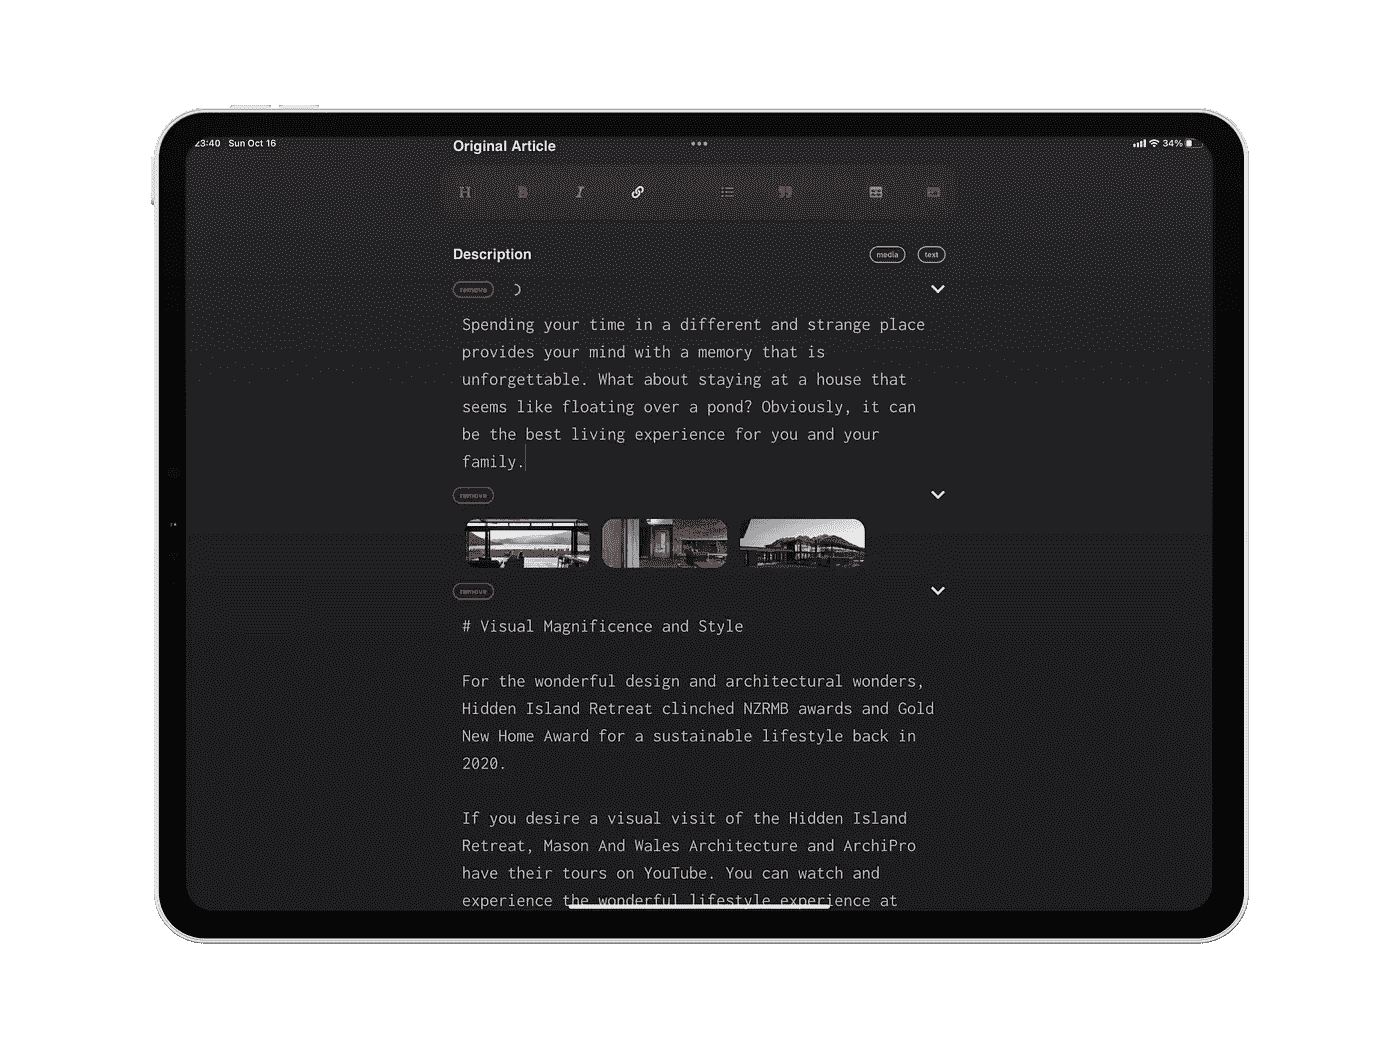 23:40 Sun Oct 16
34%
Original Article
H B I
Description
media text
remove
Spending your time in a different and strange place
provides your mind with a memory that is
unforgettable. What about staying at a house that
seems like floating over a pond? Obviously, it can
be the best living experience for you and your
family.
remove
remove
# Visual Magnificence and Style
For the wonderful design and architectural wonders,
Hidden Island Retreat clinched NZRMB awards and Gold
New Home Award for a sustainable lifestyle back in
2020.
If you desire a visual visit of the Hidden Island
Retreat, Mason And Wales Architecture and ArchiPro
have their tours on YouTube. You can watch and
experience the wonderful lifestyle experience at